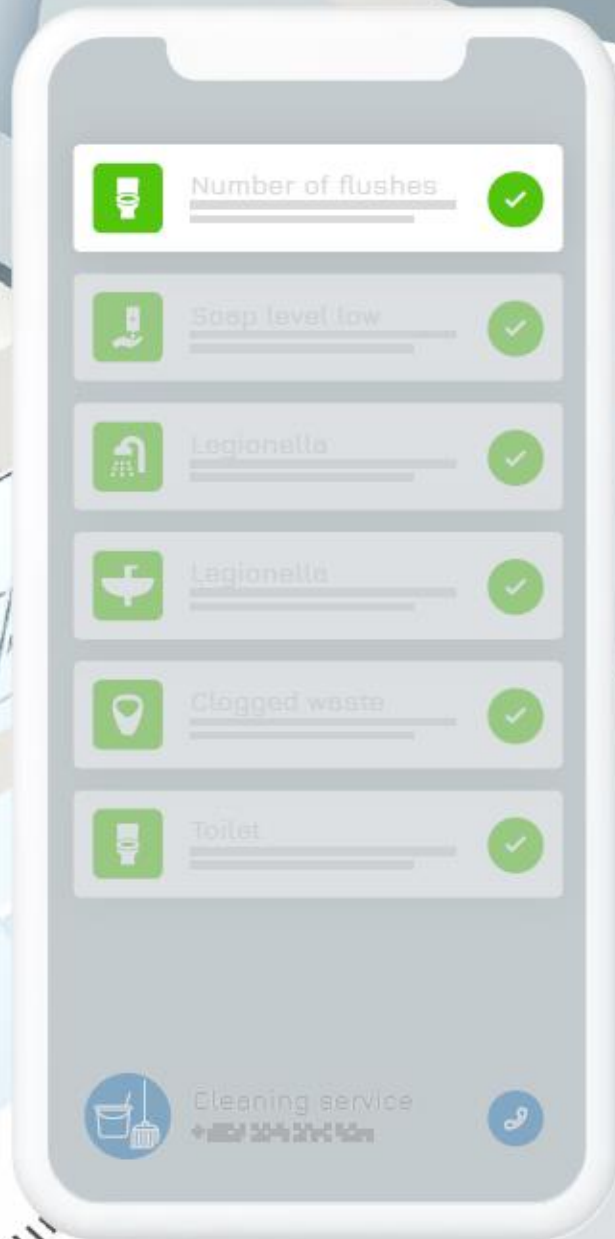 Number of flushes
Soap level low
Legionella
Legionella
Clogged waste
Toilet
Cleaning service